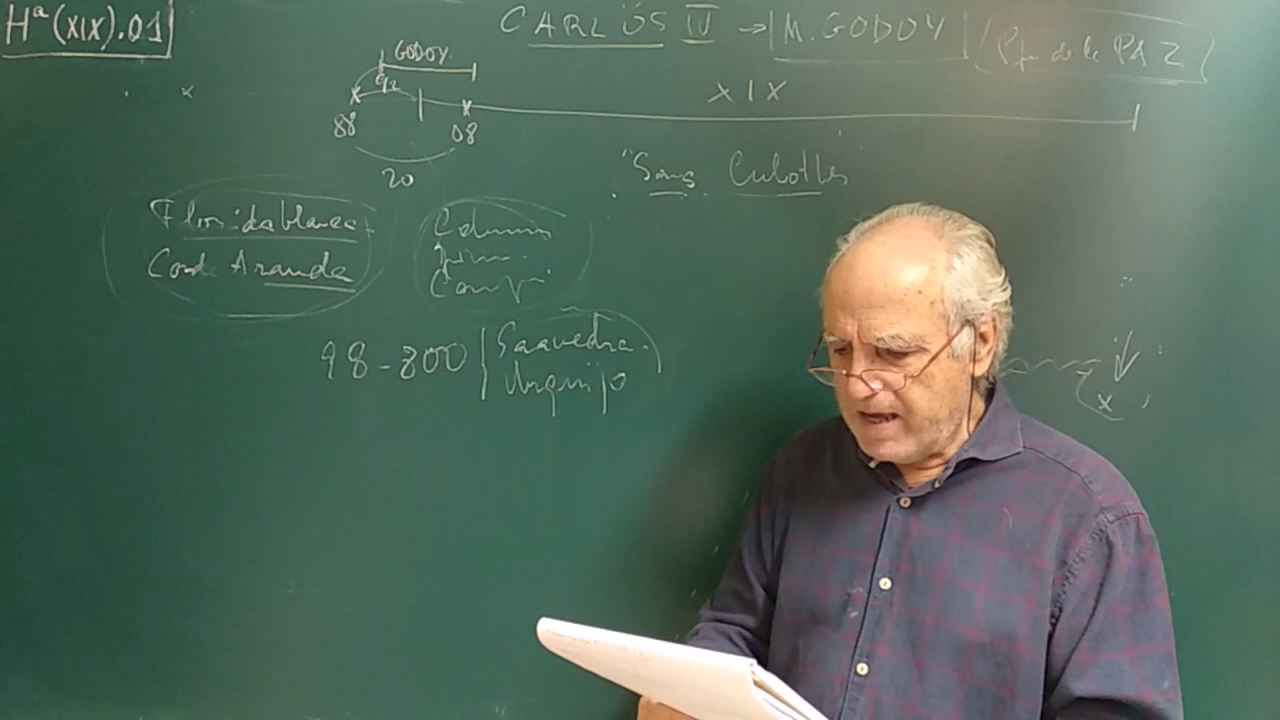 Hª (XIX).01
CARLOS IV → M. GODOY (Pr. de la PAZ)
GODOY
92
XIX
88
08
20
"Sans Culottes
Floridablanca
Cond Aranda
98-800
Saavedra
Urquijo